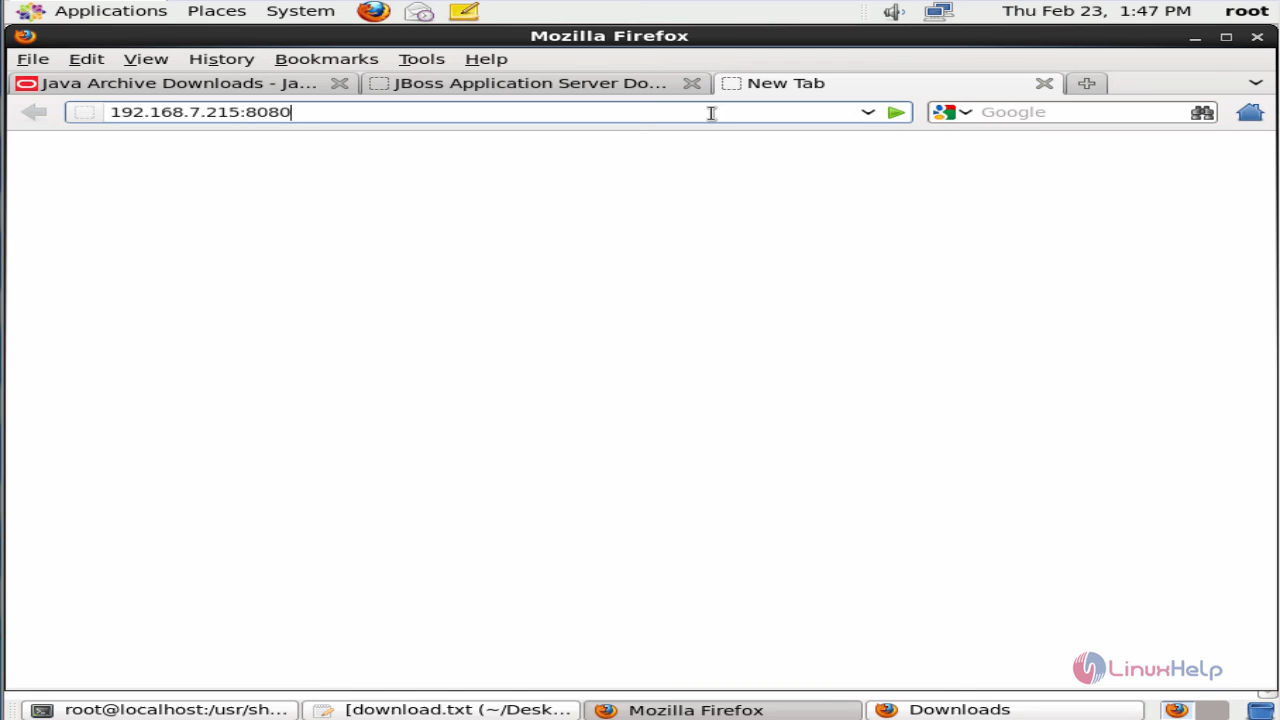 Applications Places System Thu Feb 23, 1:47 PM root
Mozilla Firefox
File Edit View History Bookmarks Tools Help
Java Archive Downloads - Ja... JBoss Application Server Do... New Tab
192.168.7.215:8080 Google
LinuxHelp
root@localhost:/usr/sh... [download.txt (~/Desk... Mozilla Firefox Downloads